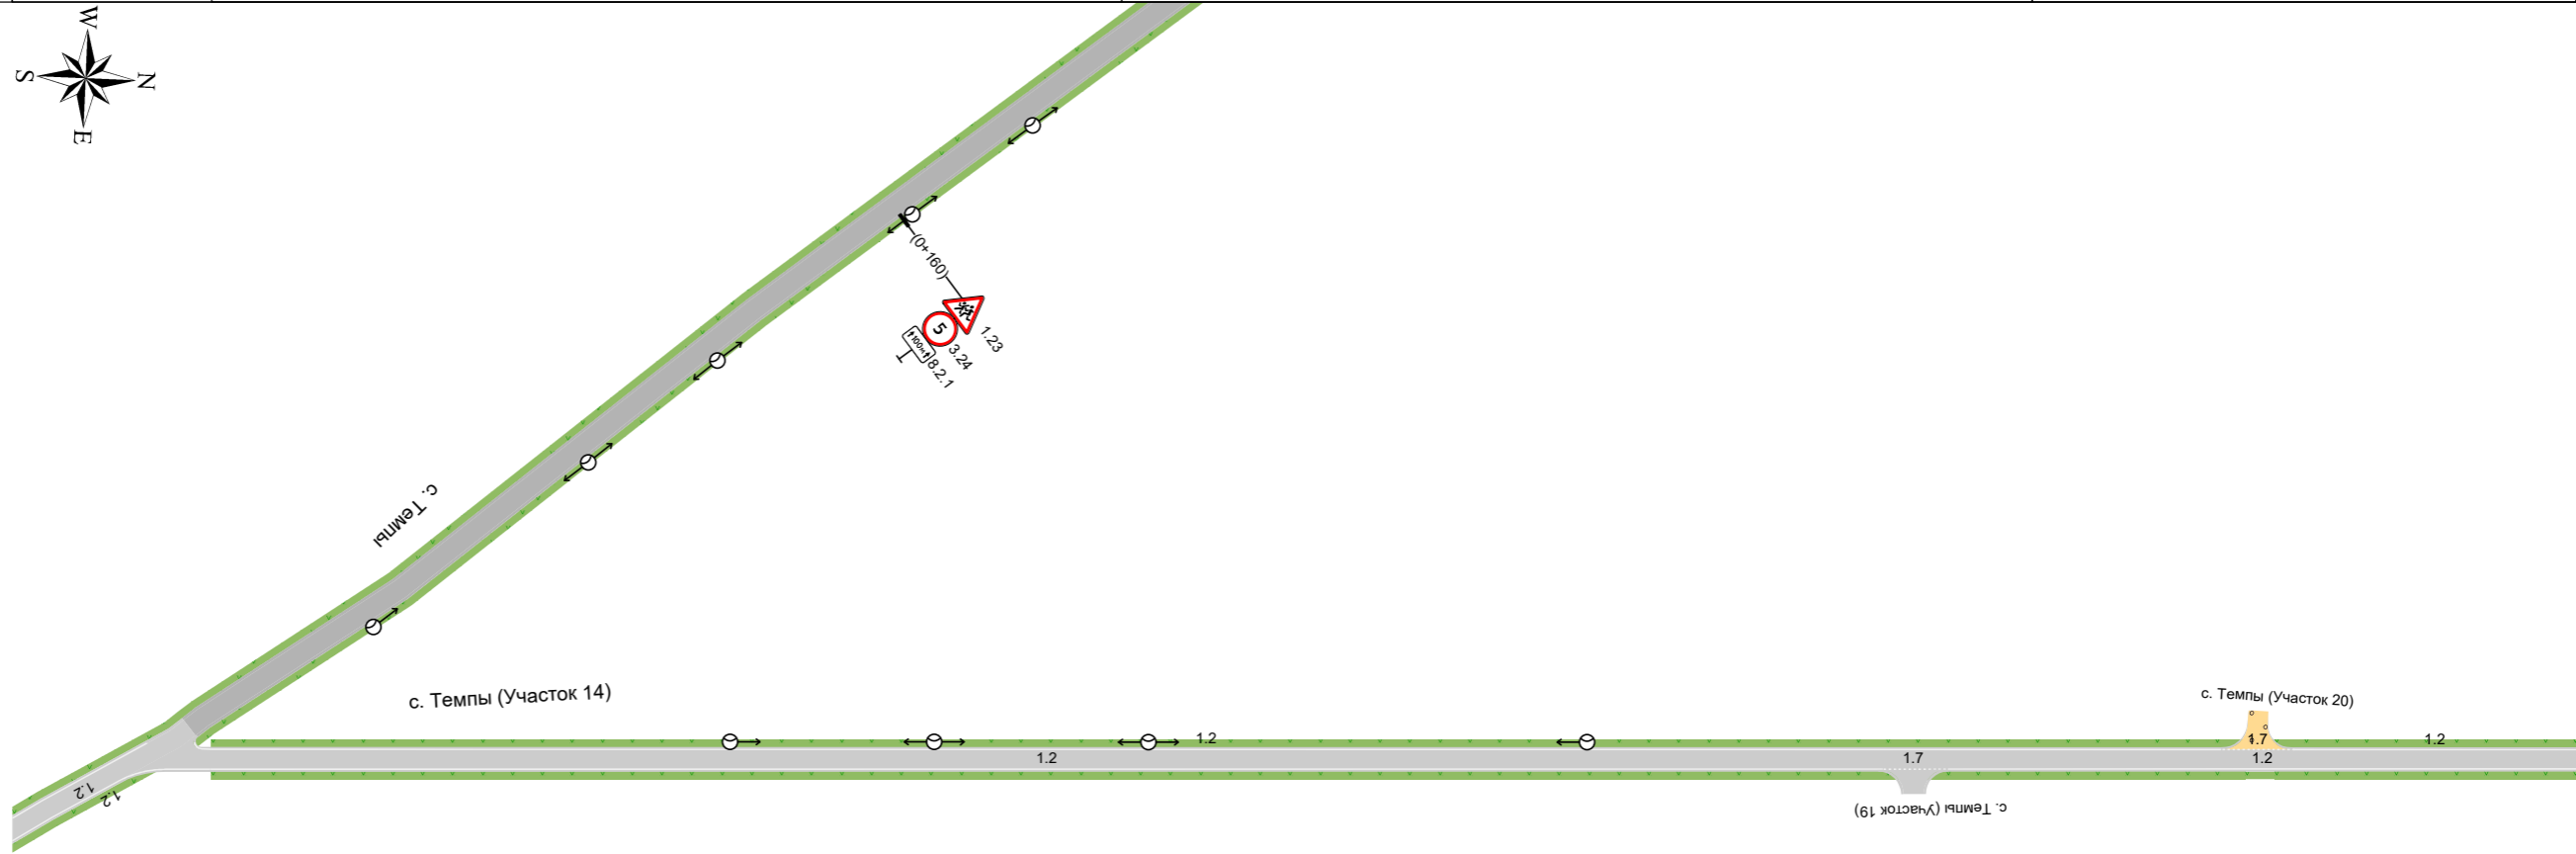 W
S
N
E
(0+160)
1.23
5
3.24
100м
8.2.1
с. Темпы
с. Темпы (Участок 14)
с. Темпы (Участок 20)
1.2
1.7
1.2
1.2
1.7
1.2
1.2
1.2
с. Темпы (Участок 19)